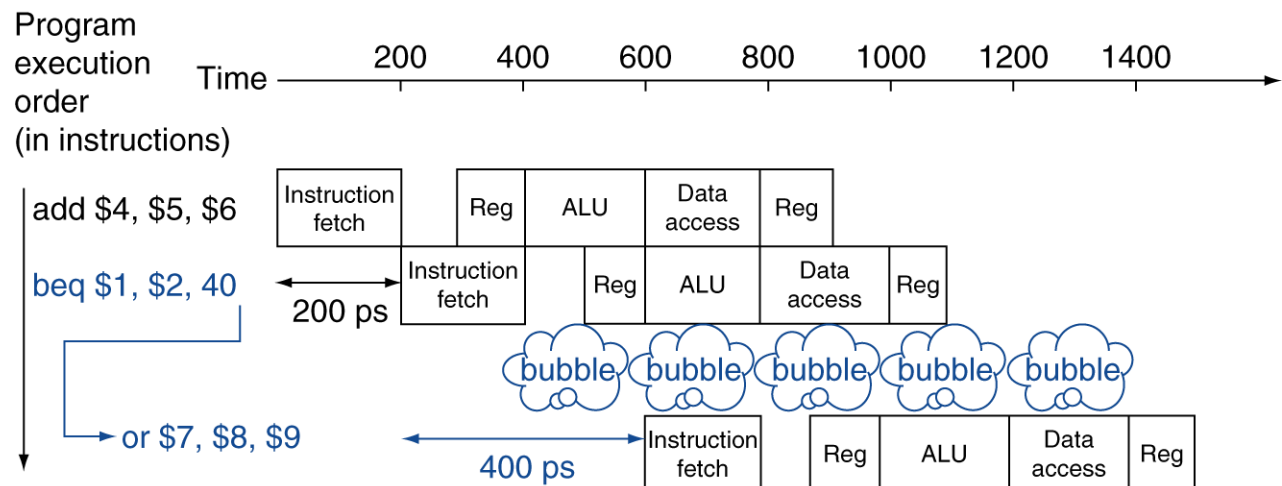 Program
execution
order
(in instructions)
Time
200 400 600 800 1000 1200 1400
add $4, $5, $6
Instruction
fetch
Reg
ALU
Data
access
Reg
beq $1, $2, 40
200 ps
Instruction
fetch
Reg
ALU
Data
access
Reg
bubble bubble bubble bubble bubble
or $7, $8, $9
400 ps
Instruction
fetch
Reg
ALU
Data
access
Reg